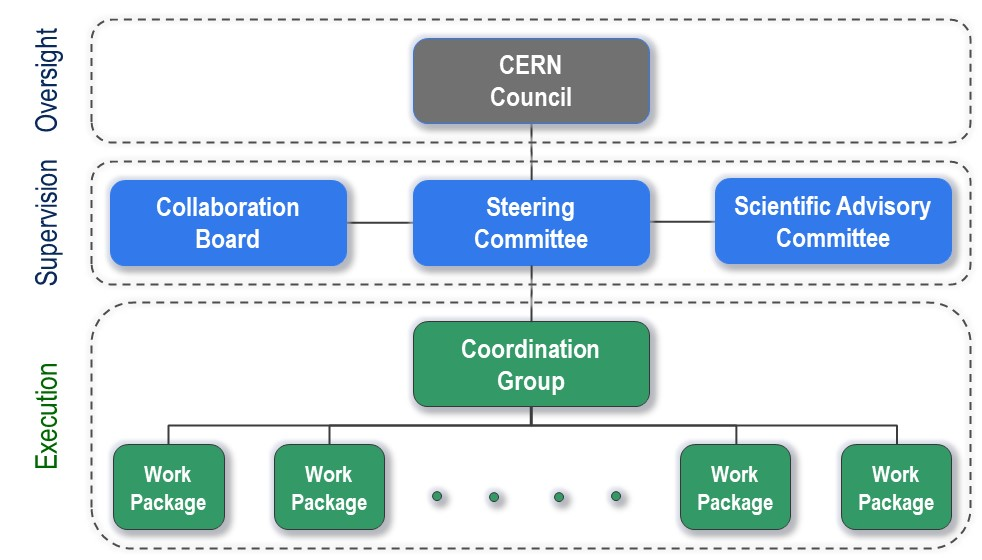 Oversight
CERN
Council
Supervision
Collaboration
Board
Steering
Committee
Scientific Advisory
Committee
Execution
Coordination
Group
Work
Package
Work
Package
Work
Package
Work
Package